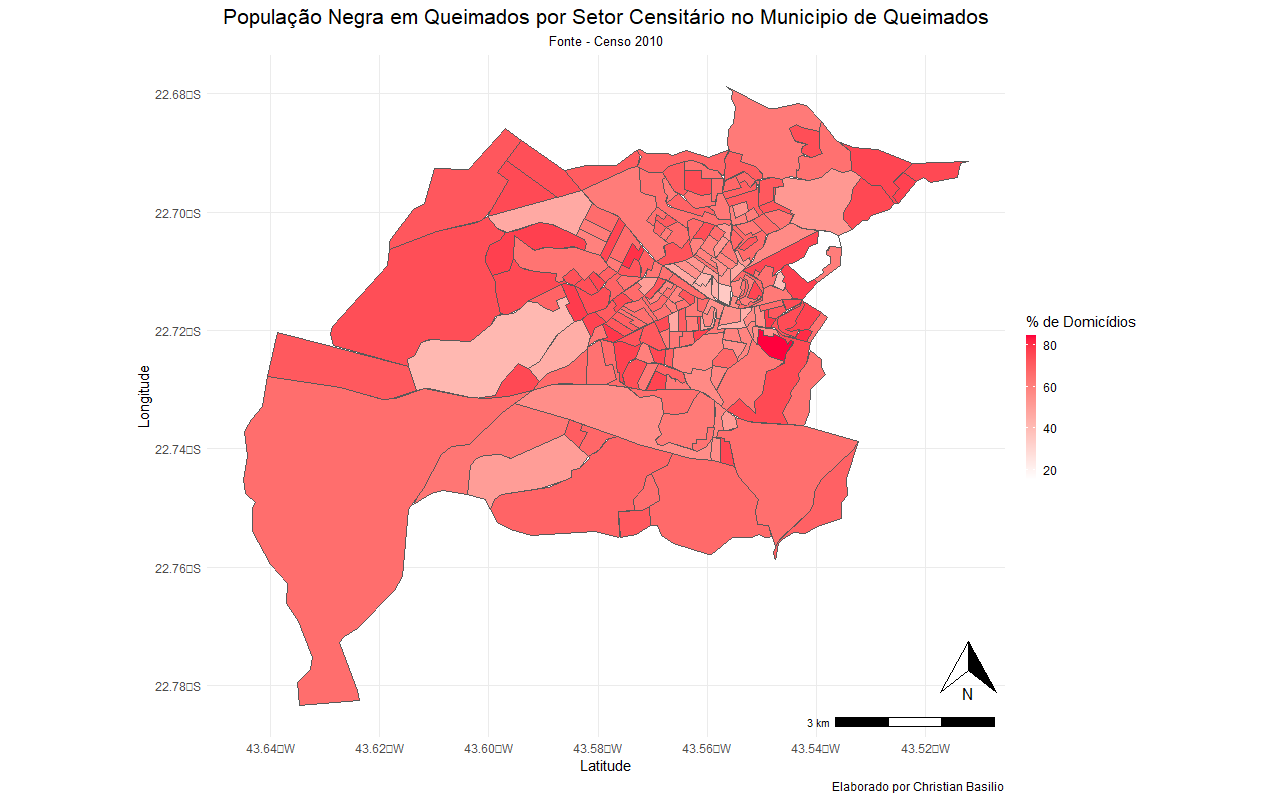 População Negra em Queimados por Setor Censitário no Municipio de Queimados
Fonte - Censo 2010
22.68□S
22.70□S
22.72□S
22.74□S
22.76□S
22.78□S
Longitude
% de Domicídios
80
60
40
20
N
3 km
43.64□W
43.62□W
43.60□W
43.58□W
43.56□W
43.54□W
43.52□W
Latitude
Elaborado por Christian Basilio